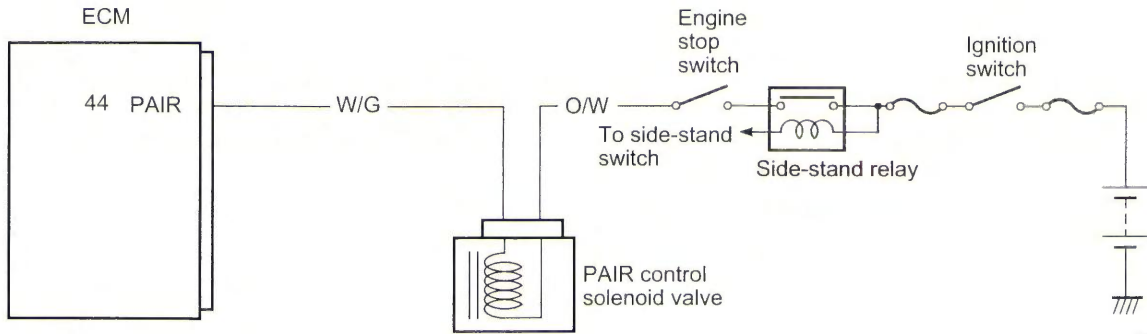 ECM
44 PAIR
W/G
O/W
Engine
stop
switch
Ignition
switch
To side-stand
switch
Side-stand relay
PAIR control
solenoid valve